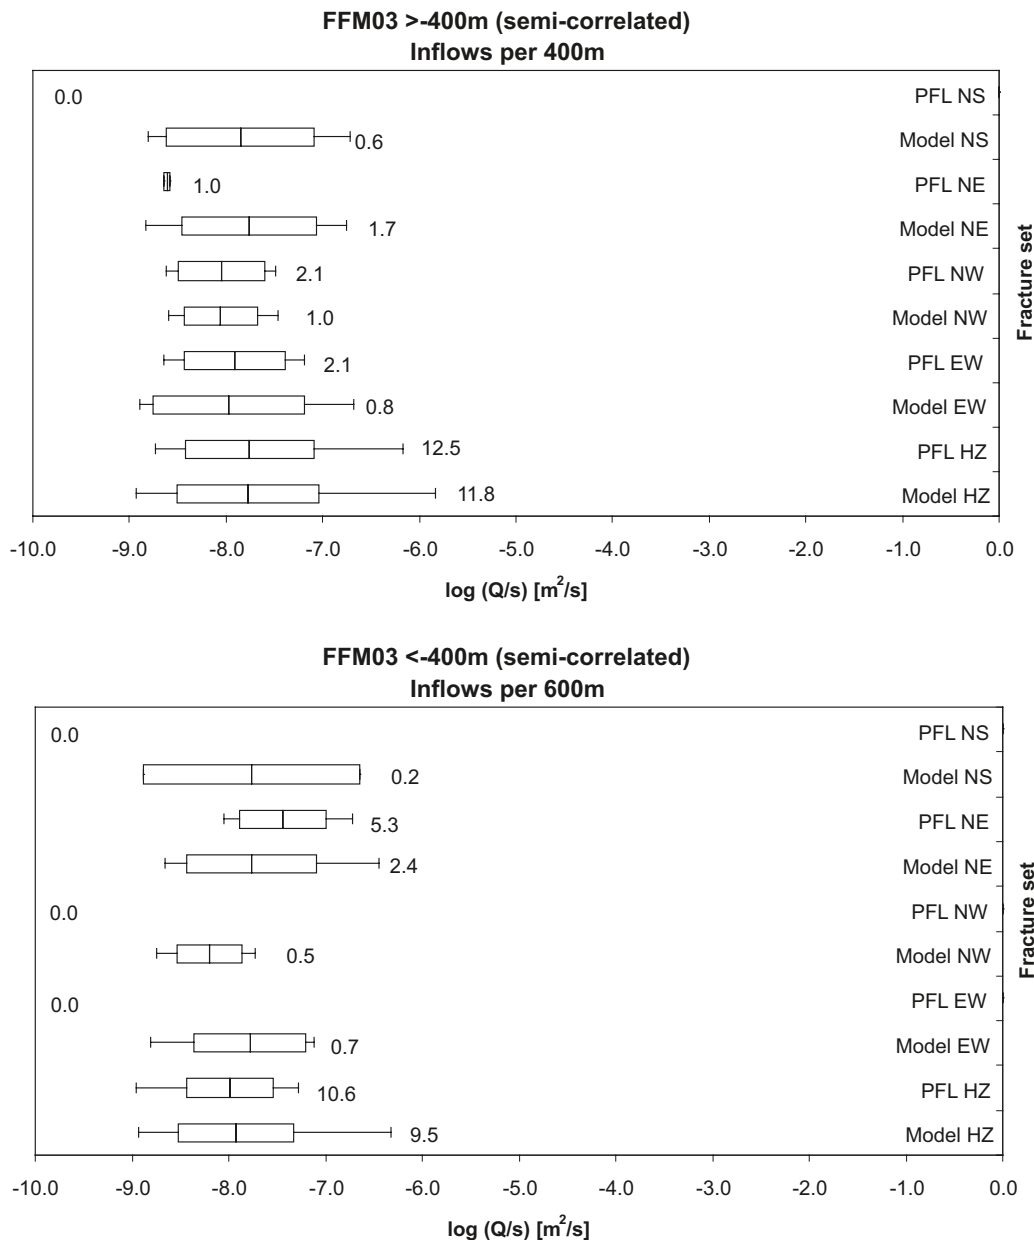 FFM03 >-400m (semi-correlated)
Inflows per 400m
0.0 PFL NS
0.6 Model NS
1.0 PFL NE
1.7 Model NE
2.1 PFL NW
1.0 Model NW
2.1 PFL EW
0.8 Model EW
12.5 PFL HZ
11.8 Model HZ
Fracture set
-10.0 -9.0 -8.0 -7.0 -6.0 -5.0 -4.0 -3.0 -2.0 -1.0 0.0
log (Q/s) [m²/s]
FFM03 <-400m (semi-correlated)
Inflows per 600m
0.0 PFL NS
0.2 Model NS
5.3 PFL NE
2.4 Model NE
0.0 PFL NW
0.5 Model NW
0.0 PFL EW
0.7 Model EW
10.6 PFL HZ
9.5 Model HZ
Fracture set
-10.0 -9.0 -8.0 -7.0 -6.0 -5.0 -4.0 -3.0 -2.0 -1.0 0.0
log (Q/s) [m²/s]